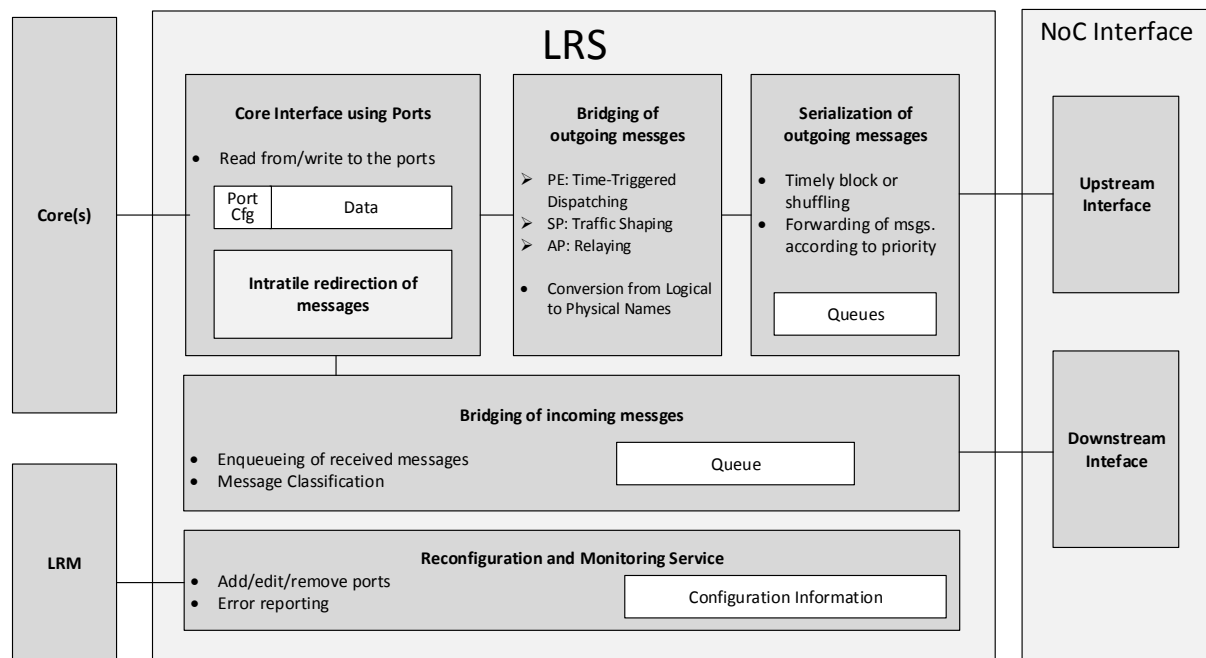 LRS
NoC Interface
Core(s)
Core Interface using Ports
• Read from/write to the ports
Port
Cfg
Data
Intratile redirection of
messages
Bridging of
outgoing messges
➢ PE: Time-Triggered
Dispatching
➢ SP: Traffic Shaping
➢ AP: Relaying
• Conversion from Logical
to Physical Names
Serialization of
outgoing messages
• Timely block or
shuffling
• Forwarding of msgs.
according to priority
Queues
Upstream
Interface
Bridging of incoming messges
• Enqueueing of received messages
• Message Classification
Queue
Downstream
Inteface
LRM
Reconfiguration and Monitoring Service
• Add/edit/remove ports
• Error reporting
Configuration Information